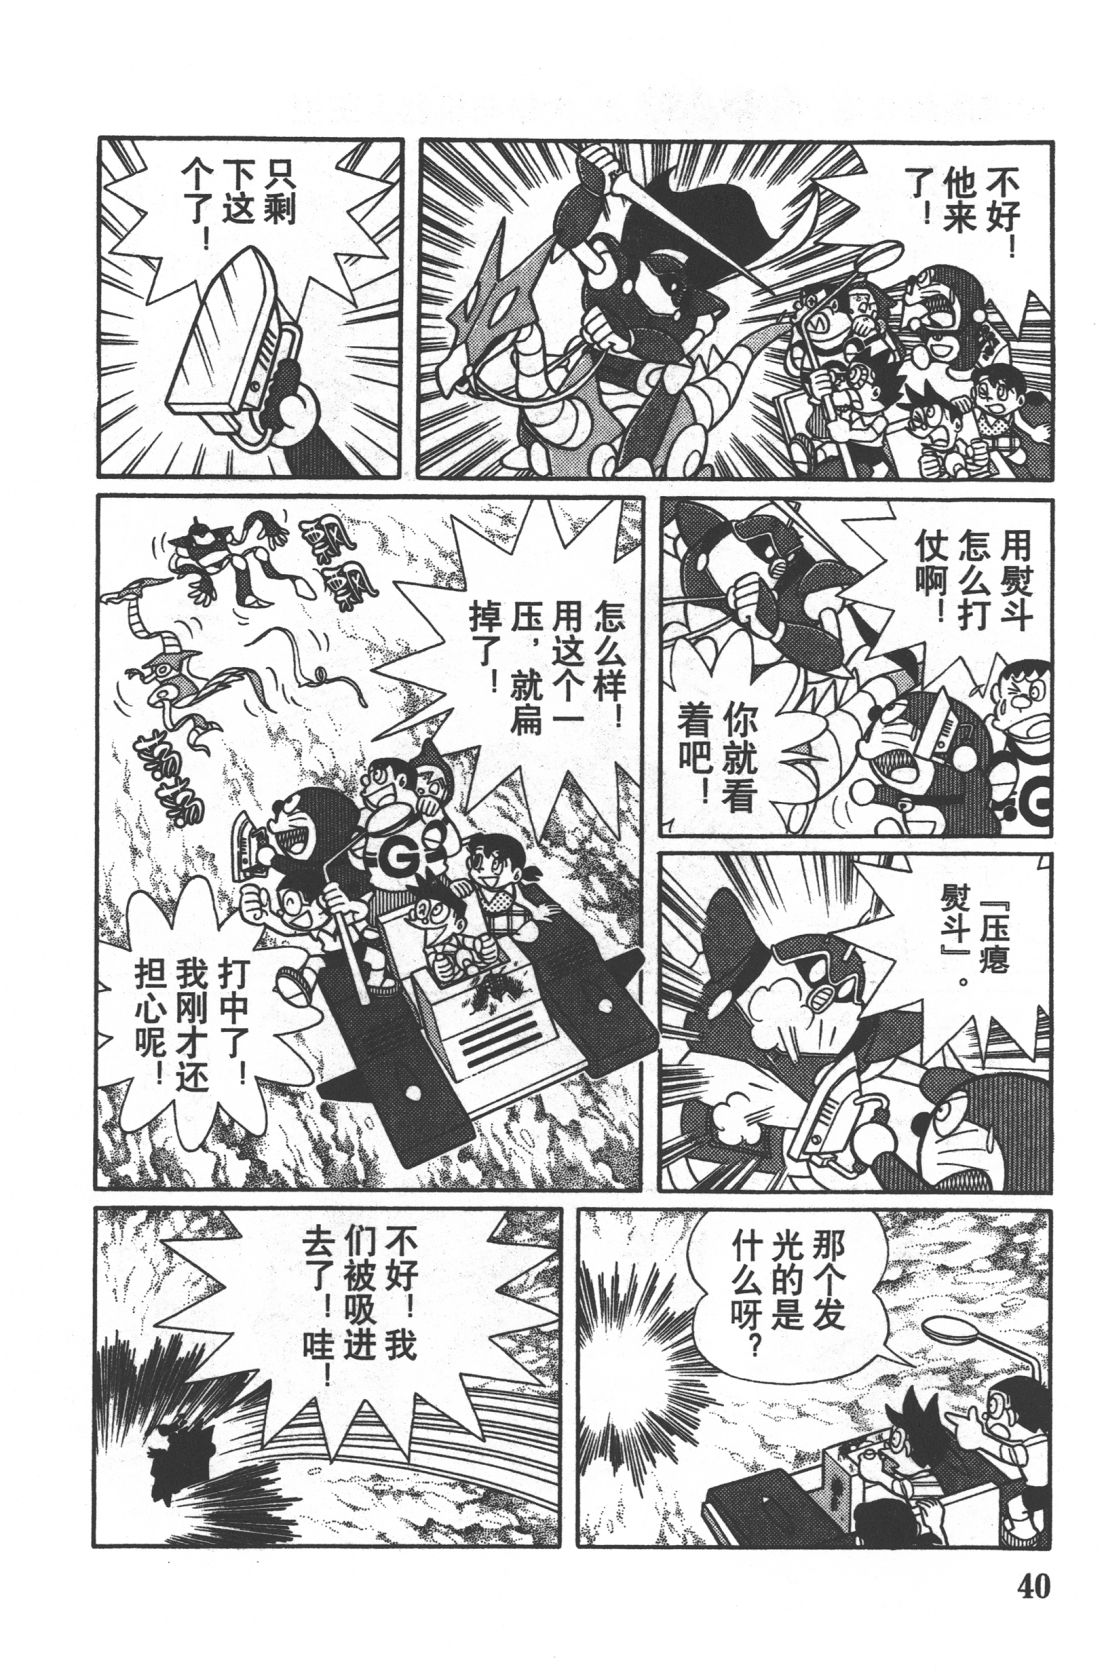 不好！
他来
了！
只剩
下这
个了！
用熨斗
怎么打
仗啊！
你就看
着吧！
G
『压瘪
熨斗』。
怎么样！
用这个一
压，就扁
掉了！
飘
飘
G
打中了！
我刚才还
担心呢！
那个发
光的是
什么呀？
不好！我
们被吸进
去了！哇！
40